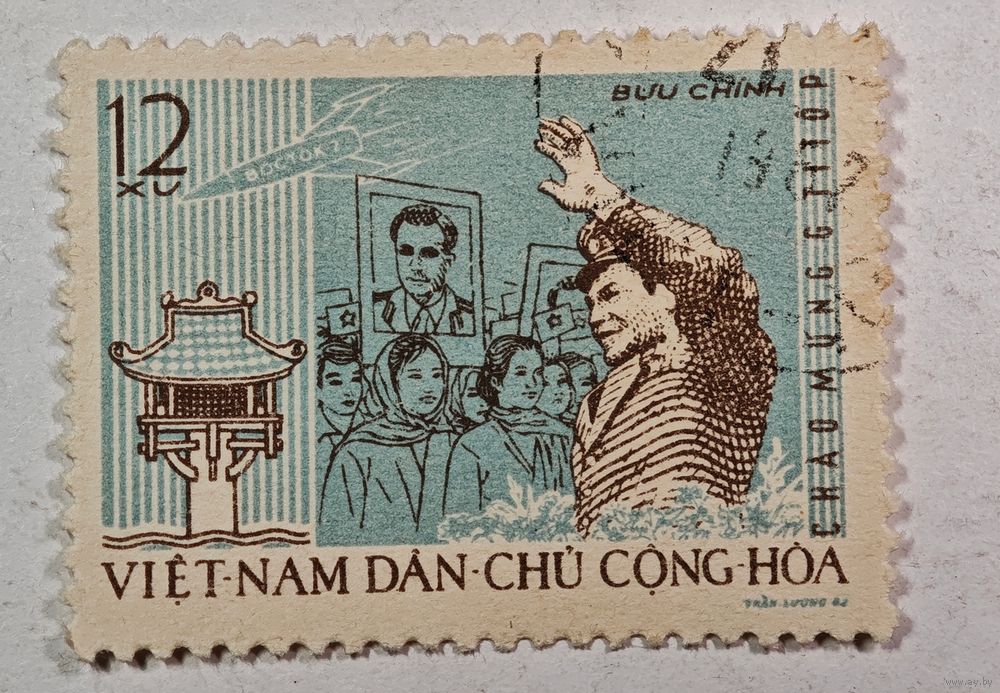 12
XU
BOCTOK 2
BƯU CHÍNH
CHÀO MỪNG G. TITỐP
VIỆT-NAM DÂN-CHỦ CỘNG-HÒA
TRẦN LƯƠNG 62
www.ay.by